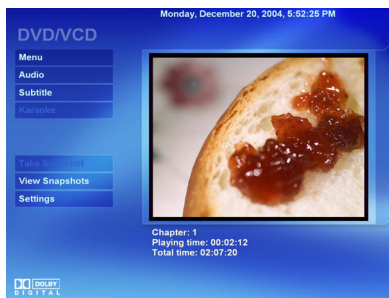 Monday, December 20, 2004, 5:52:25 PM
DVD/VCD
Menu
Audio
Subtitle
Karaoke
Take Snapshot
View Snapshots
Settings
Chapter: 1
Playing time: 00:02:12
Total time: 02:07:20
DOLBY
DIGITAL